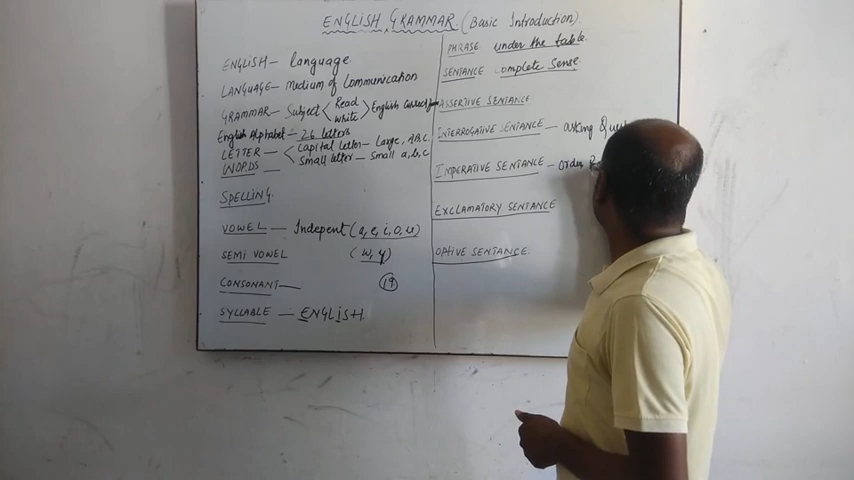 ENGLISH GRAMMAR (Basic Introduction)
ENGLISH — language
LANGUAGE — medium of Communication
GRAMMAR — Subject < Read Write > English correct form
English Alphabet — 26 letters
LETTER — < Capital Letter — Large, A, B, C
Small letter — Small a, b, c
WORDS —
SPELLING
VOWEL — Indepent (a, e, i, o, u)
SEMI VOWEL (w, y)
CONSONANT — 19
SYLLABLE — ENGLiSH
PHRASE under the table
SENTANCE complete Sense
ASSERTIVE SENTANCE
INTERROGATIVE SENTANCE — asking
IMPERATIVE SENTANCE — order
EXCLAMATORY SENTANCE
OPTIVE SENTANCE